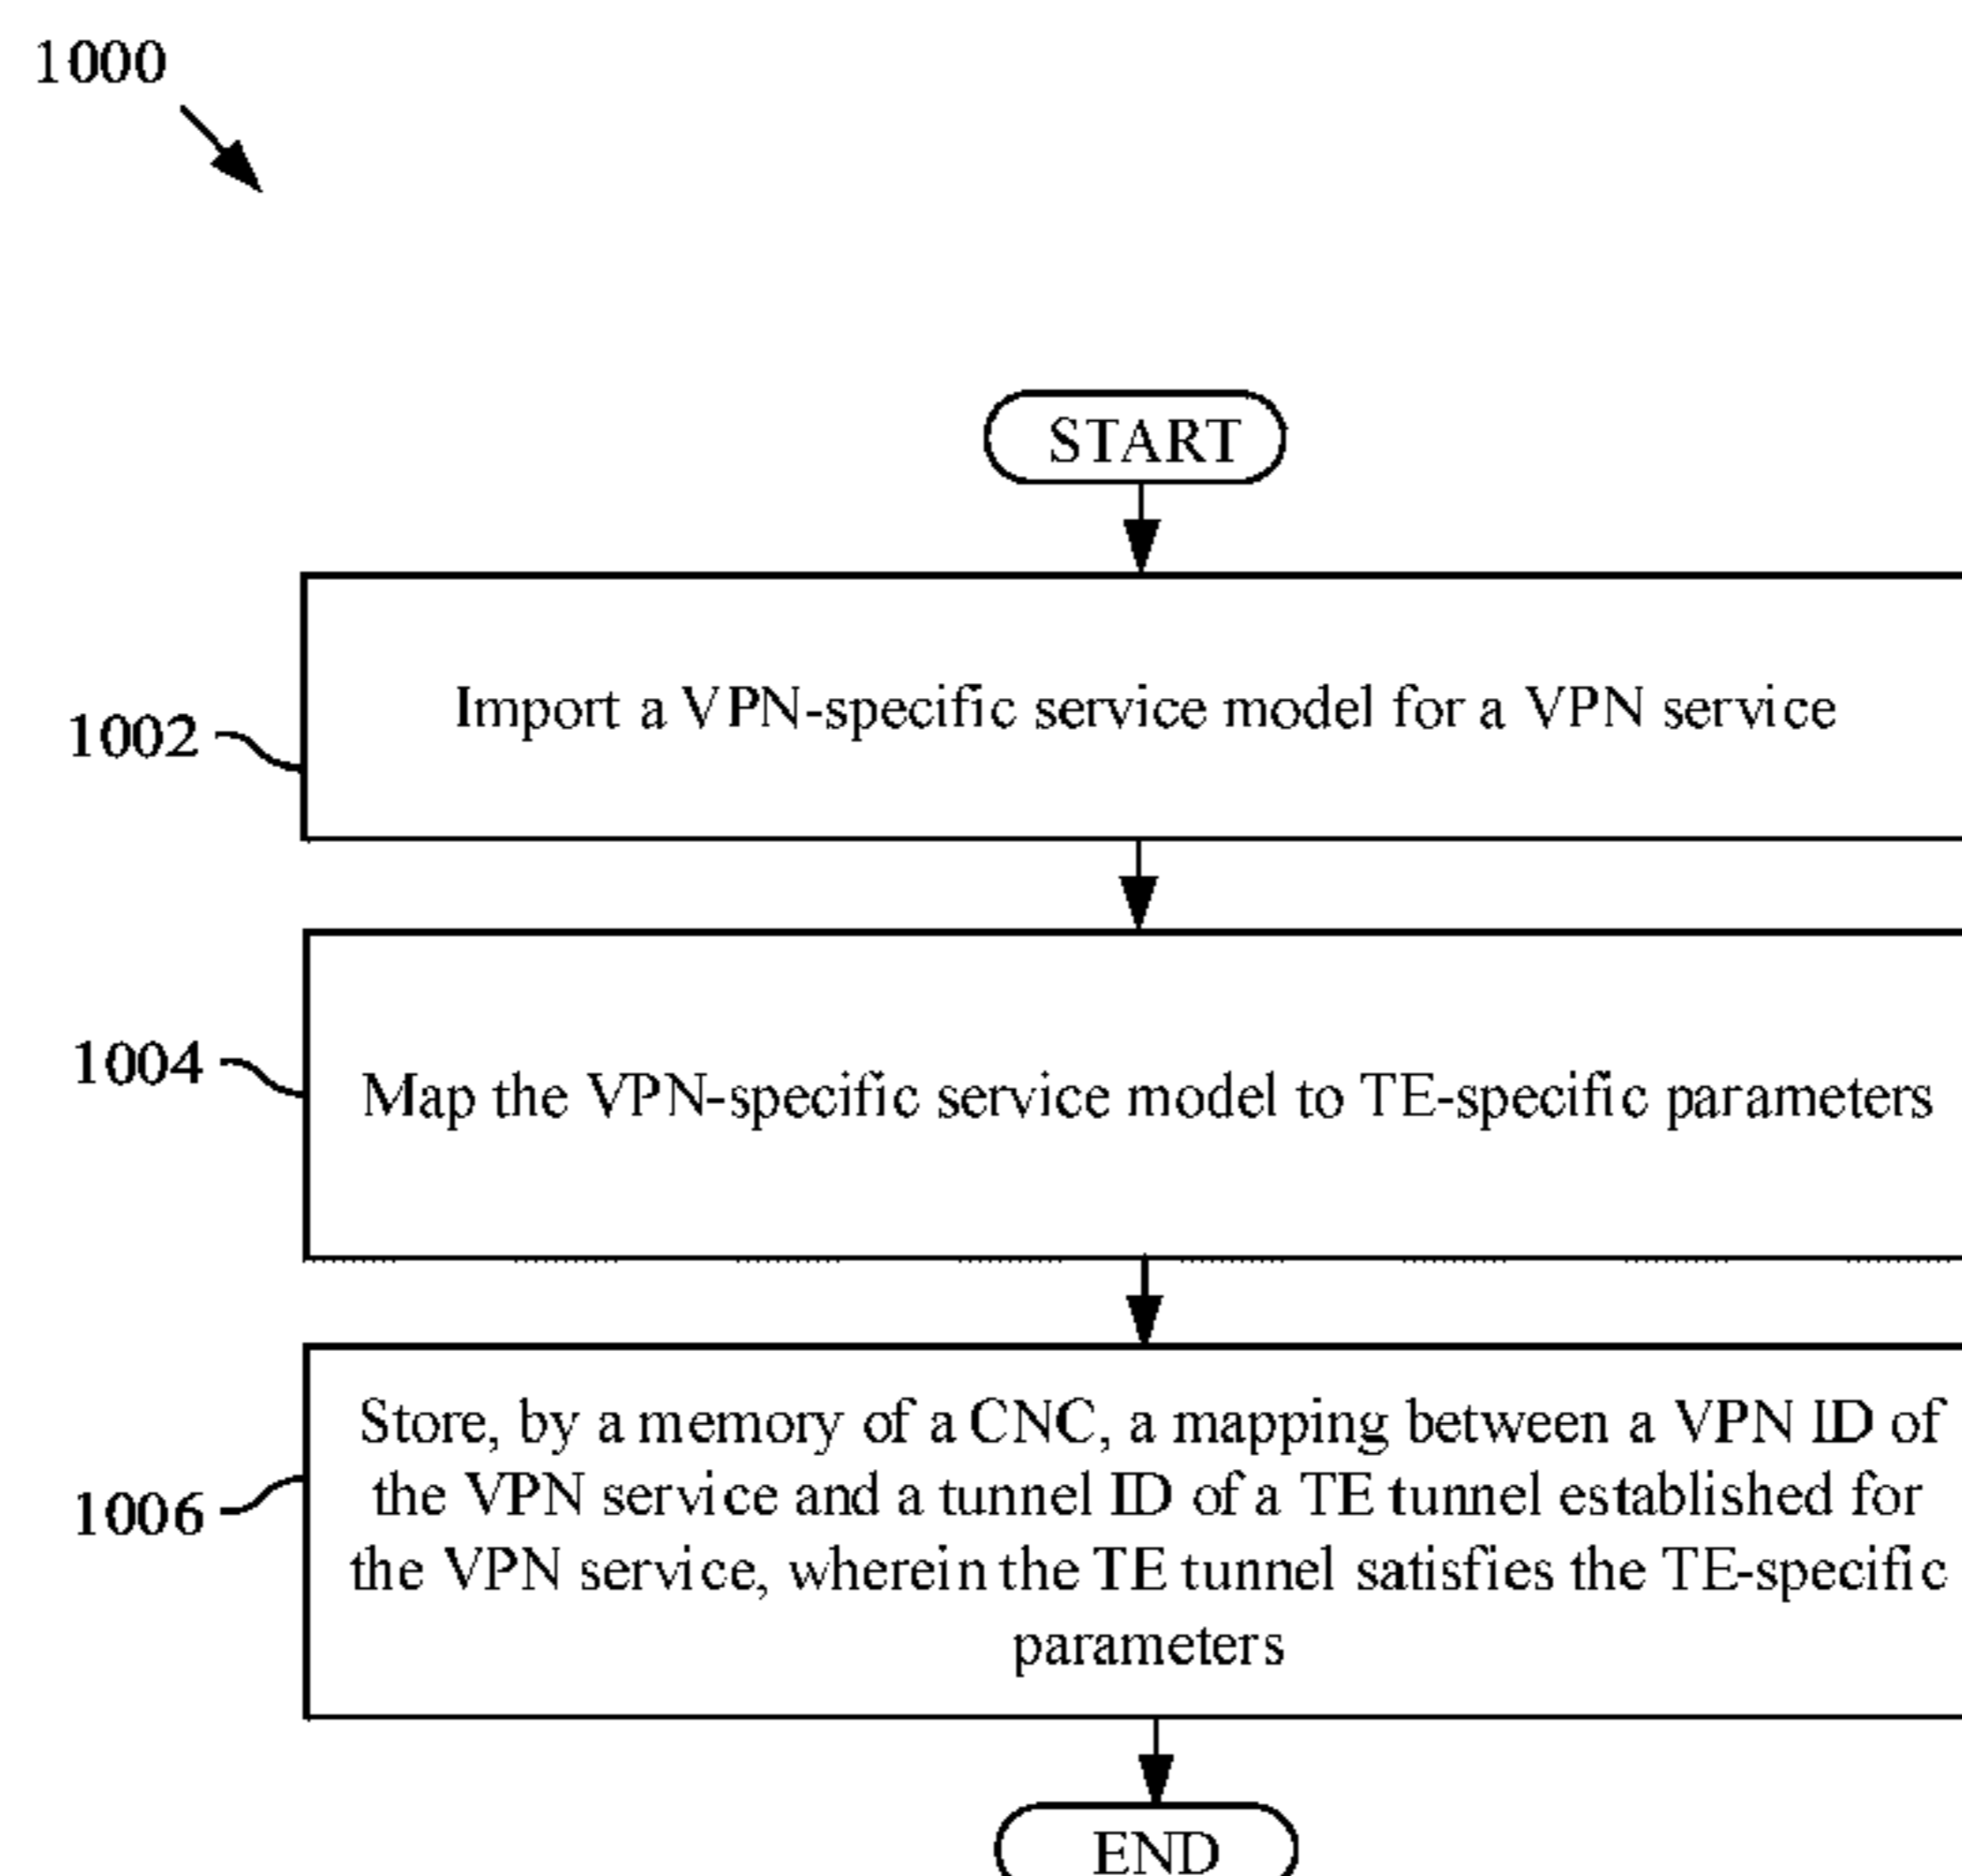 1000
START
Import a VPN-specific service model for a VPN service
1002
1004
Map the VPN-specific service model to TE-specific parameters
Store, by a memory of a CNC, a mapping between a VPN ID of
the VPN service and a tunnel ID of a TE tunnel established for
1006
the VPN service, wherein the TE tunnel satisfies the TE-specific
parameters
END